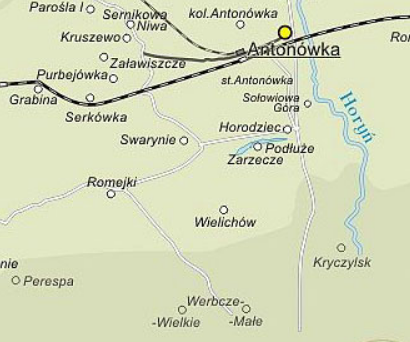 Parośla I
Sernikowa
Niwa
kol.Antonówka
Kruszewo
Antonówka
Ro
Załawiszcze
Purbejówka
st.Antonówka
Grabina
Serkówka
Sołowiowa
Góra
Horyń
Horodziec
Swarynie
Podłuże
Zarzecze
Romejki
Wielichów
Kryczylsk
nie
Perespa
Werbcze-
-Wielkie
-Małe